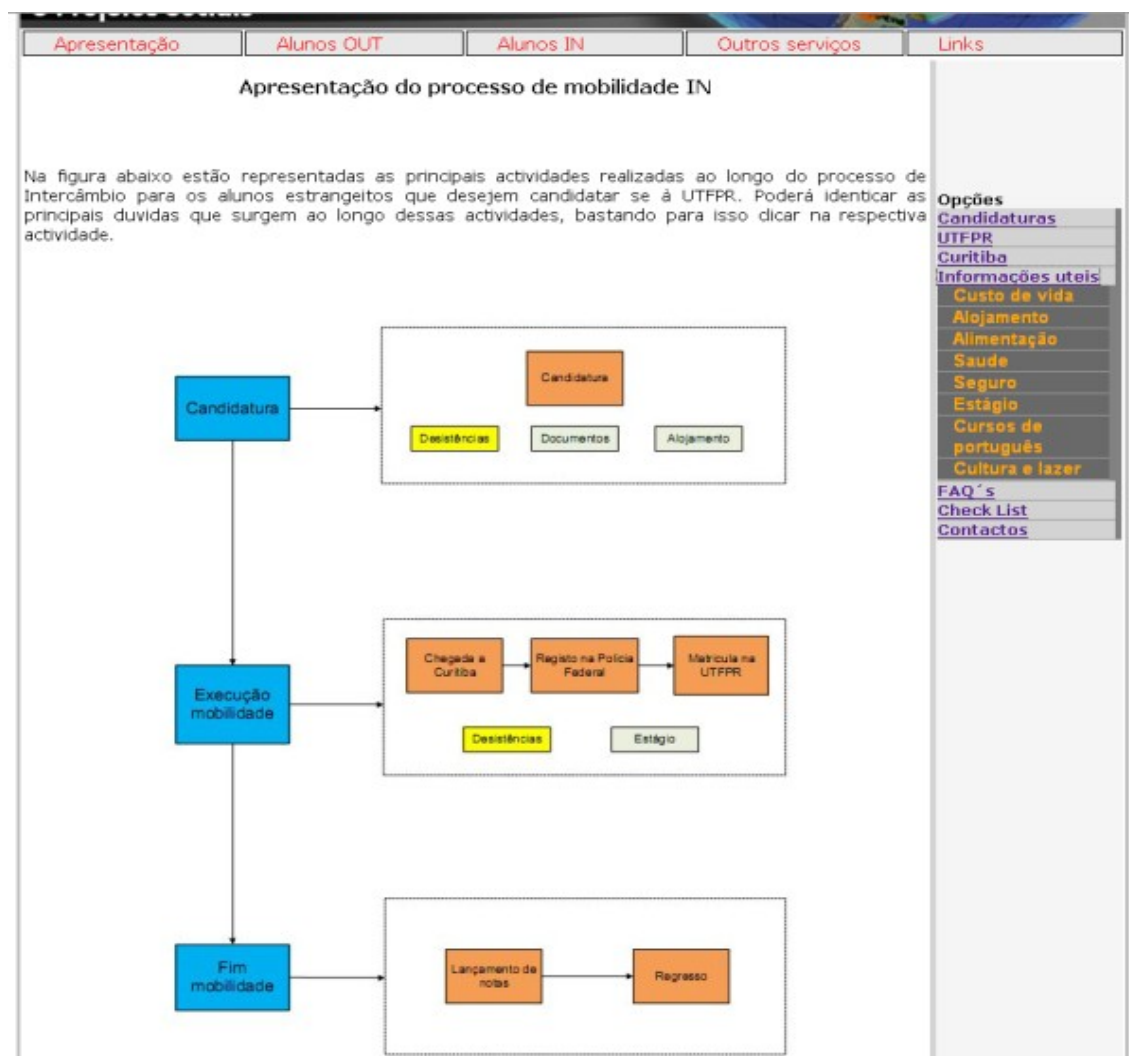 e Projetos Sociais
Apresentação Alunos OUT Alunos IN Outros serviços Links
Apresentação do processo de mobilidade IN
Na figura abaixo estão representadas as principais actividades realizadas ao longo do processo de
Intercâmbio para os alunos estrangeitos que desejem candidatar se à UTFPR. Poderá identicar as
principais duvidas que surgem ao longo dessas actividades, bastando para isso clicar na respectiva
actividade.
Opções
Candidaturas
UTFPR
Curitiba
Informações uteis
Custo de vida
Alojamento
Alimentação
Saude
Seguro
Estágio
Cursos de
português
Cultura e lazer
FAQ´s
Check List
Contactos
Candidatura
Candidatura
Desistências Documentos Alojamento
Execução
mobilidade
Chegada a
Curitiba
Registo na Polícia
Federal
Matricula na
UTFPR
Desistências Estágio
Fim
mobilidade
Lançamento de
notas
Regresso